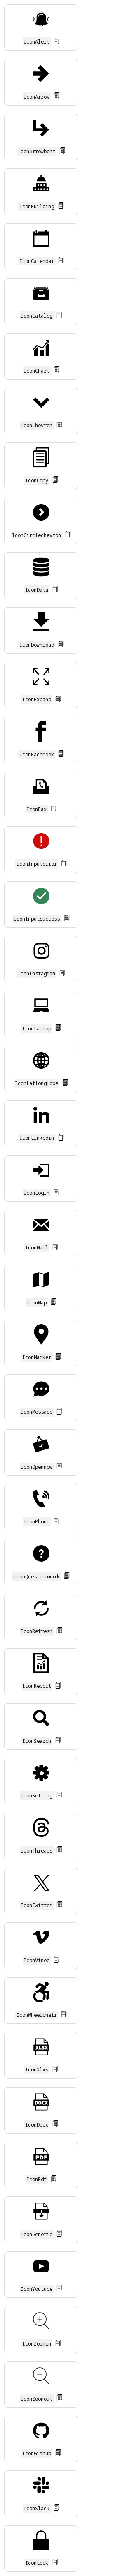 IconAlert
IconArrow
IconArrowbent
IconBuilding
IconCalendar
IconCatalog
IconChart
IconChevron
IconCopy
IconCirclechevron
IconData
IconDownload
IconExpand
IconFacebook
IconFax
IconInputerror
IconInputsuccess
IconInstagram
IconLaptop
IconLatlonglobe
IconLinkedin
IconLogin
IconMail
IconMap
IconMarker
IconMessage
IconOpennow
IconPhone
IconQuestionmark
IconRefresh
IconReport
IconSearch
IconSetting
IconThreads
IconTwitter
IconVimeo
IconWheelchair
XLSX
IconXlxs
DOCX
IconDocx
PDF
IconPdf
IconGeneric
IconYoutube
IconZoomin
IconZoomout
IconGithub
IconSlack
IconLock